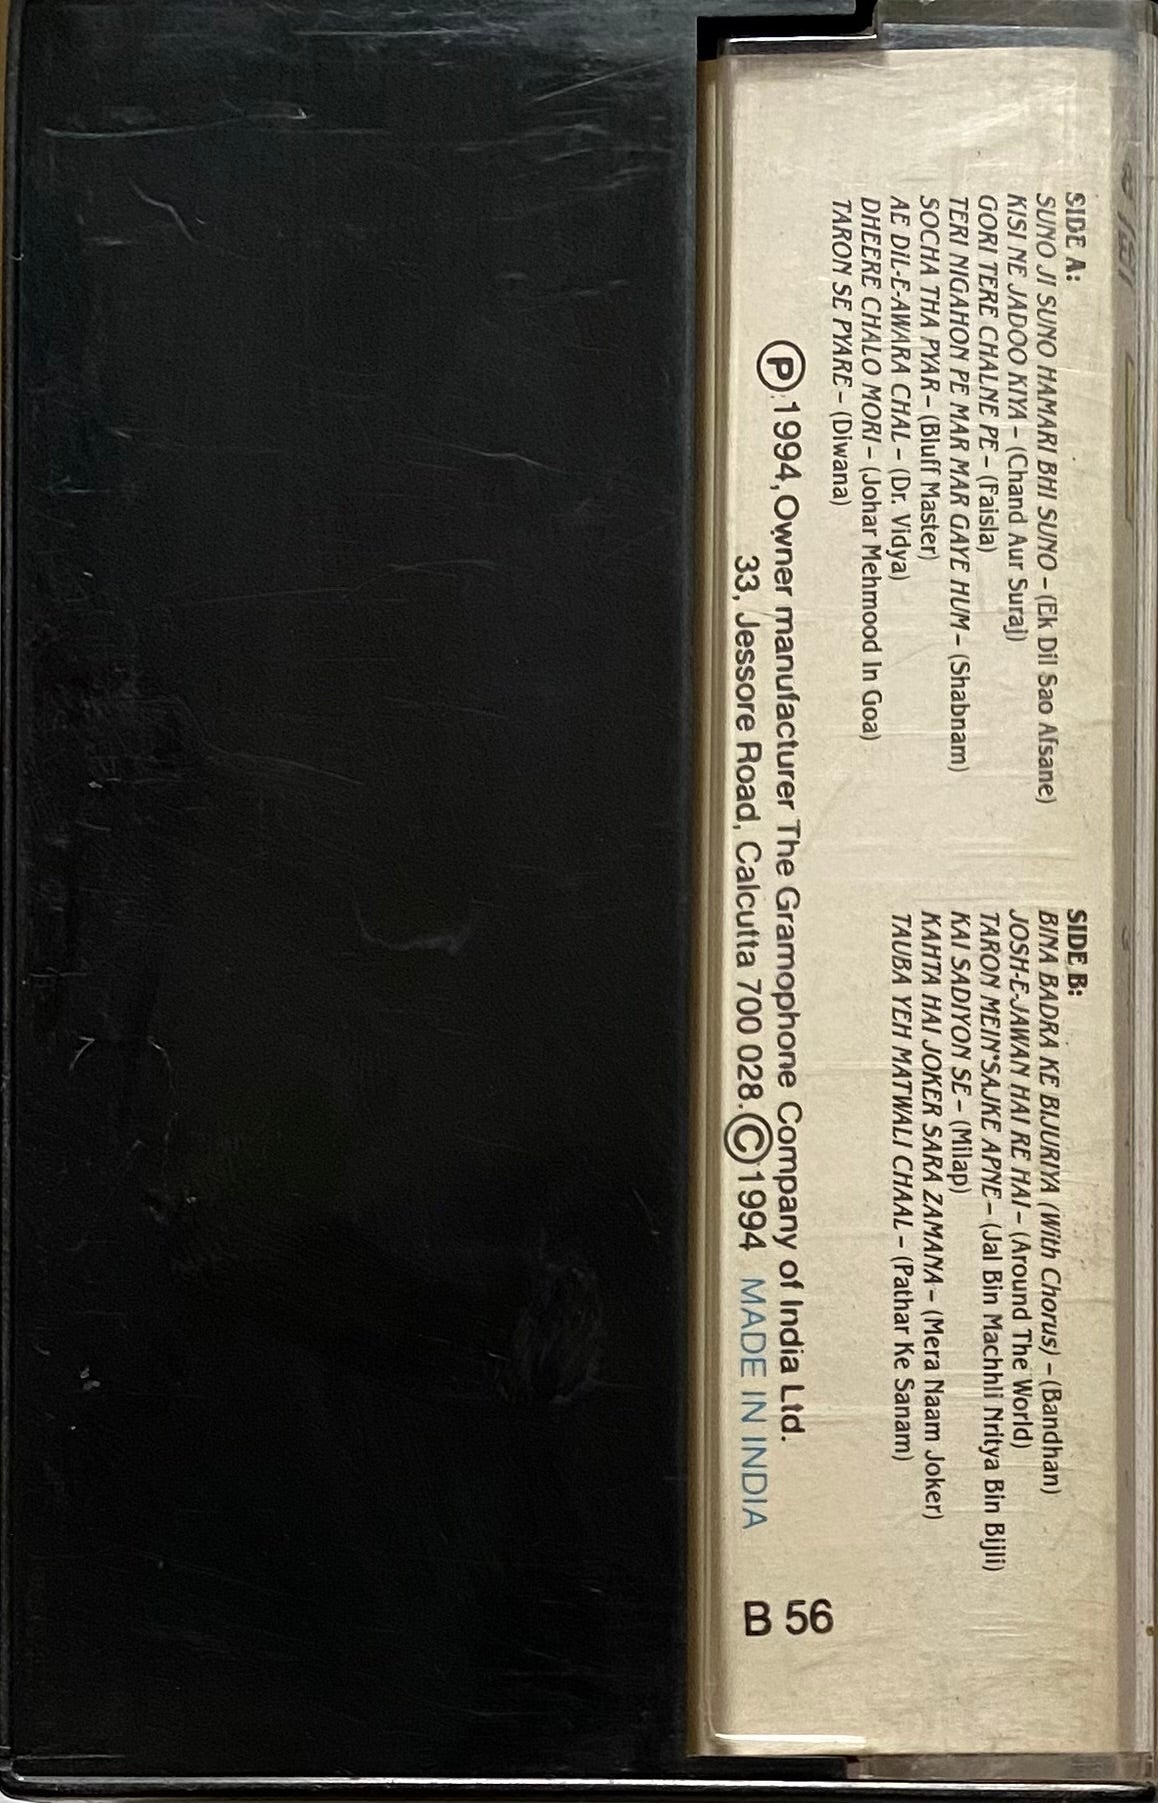 SIDE A:
SUNO JI SUNO HAMARI BHI SUNO – (Ek Dil Sao Afsane)
KISI NE JADOO KIYA – (Chand Aur Suraj)
GORI TERE CHALNE PE – (Faisla)
TERI NIGAHON PE MAR MAR GAYE HUM – (Shabnam)
SOCHA THA PYAR – (Bluff Master)
AE DIL-E-AWARA CHAL – (Dr. Vidya)
DHEERE CHALO MORI – (Johar Mehmood In Goa)
TARON SE PYARE – (Diwana)
SIDE B:
BINA BADRA KE BIJURIYA (With Chorus) – (Bandhan)
JOSH-E-JAWAN HAI RE HAI – (Around The World)
TARON MEIN SAJKE APNE – (Jal Bin Machhli Nritya Bin Bijli)
KAI SADIYON SE – (Milap)
KAHTA HAI JOKER SARA ZAMANA – (Mera Naam Joker)
TAUBA YEH MATWALI CHAAL – (Pathar Ke Sanam)
Ⓟ 1994, Owner manufacturer The Gramophone Company of India Ltd.
33, Jessore Road, Calcutta 700 028. © 1994 MADE IN INDIA
56
B